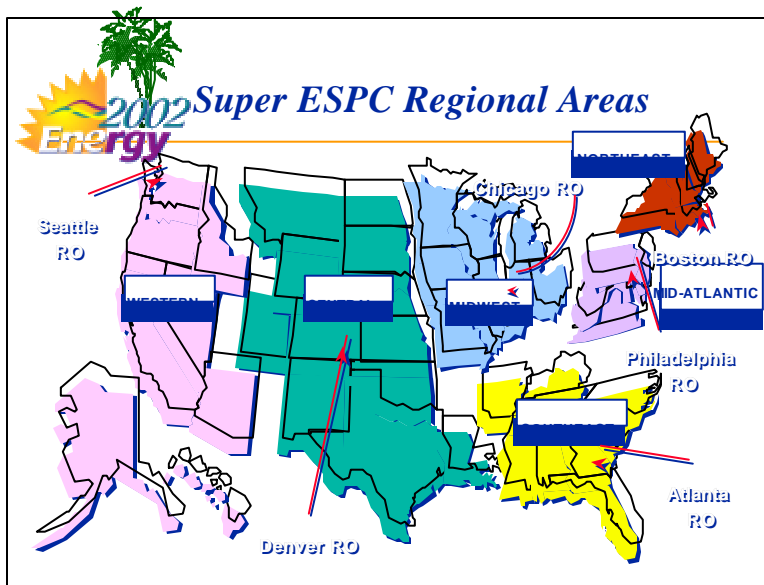 2002
Energy
Super ESPC Regional Areas
NORTHEAST
Chicago RO
Seattle
RO
Boston RO
WESTERN
CENTRAL
MIDWEST
MID-ATLANTIC
Philadelphia
RO
Atlanta
RO
Denver RO